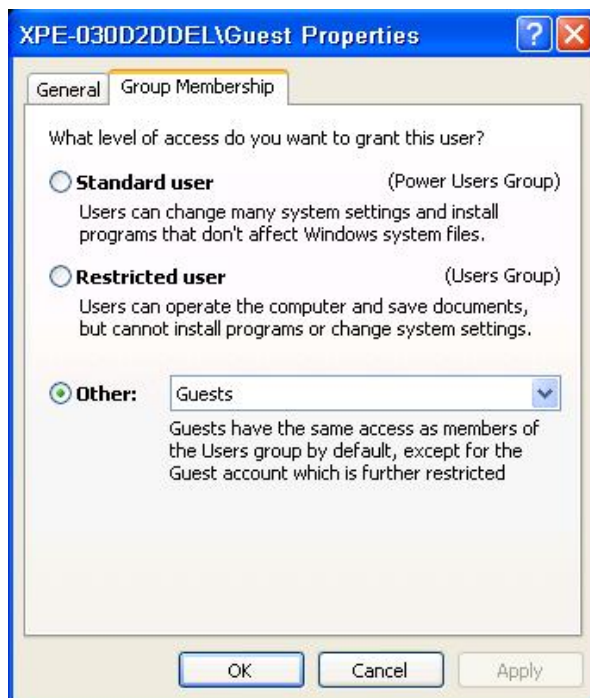 XPE-030D2DDEL\Guest Properties
General Group Membership
What level of access do you want to grant this user?
Standard user (Power Users Group)
Users can change many system settings and install
programs that don't affect Windows system files.
Restricted user (Users Group)
Users can operate the computer and save documents,
but cannot install programs or change system settings.
Other: Guests
Guests have the same access as members of
the Users group by default, except for the
Guest account which is further restricted
OK Cancel Apply